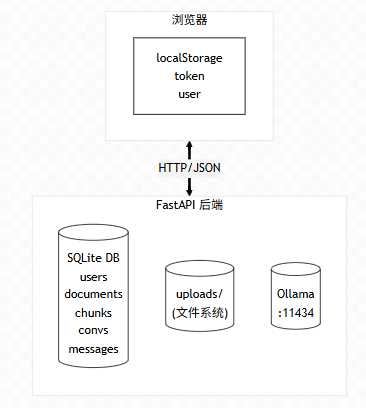 浏览器
localStorage
token
user
HTTP/JSON
FastAPI 后端
SQLite DB
users
documents
chunks
convs
messages
uploads/
(文件系统)
Ollama
:11434